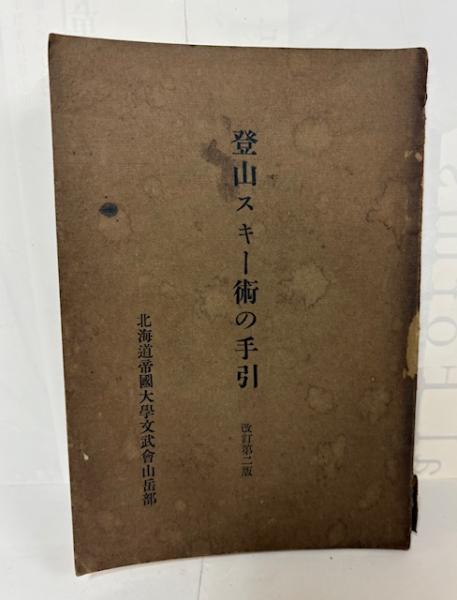 登山スキー術の手引
改訂第二版
北海道帝國大學文武會山岳部